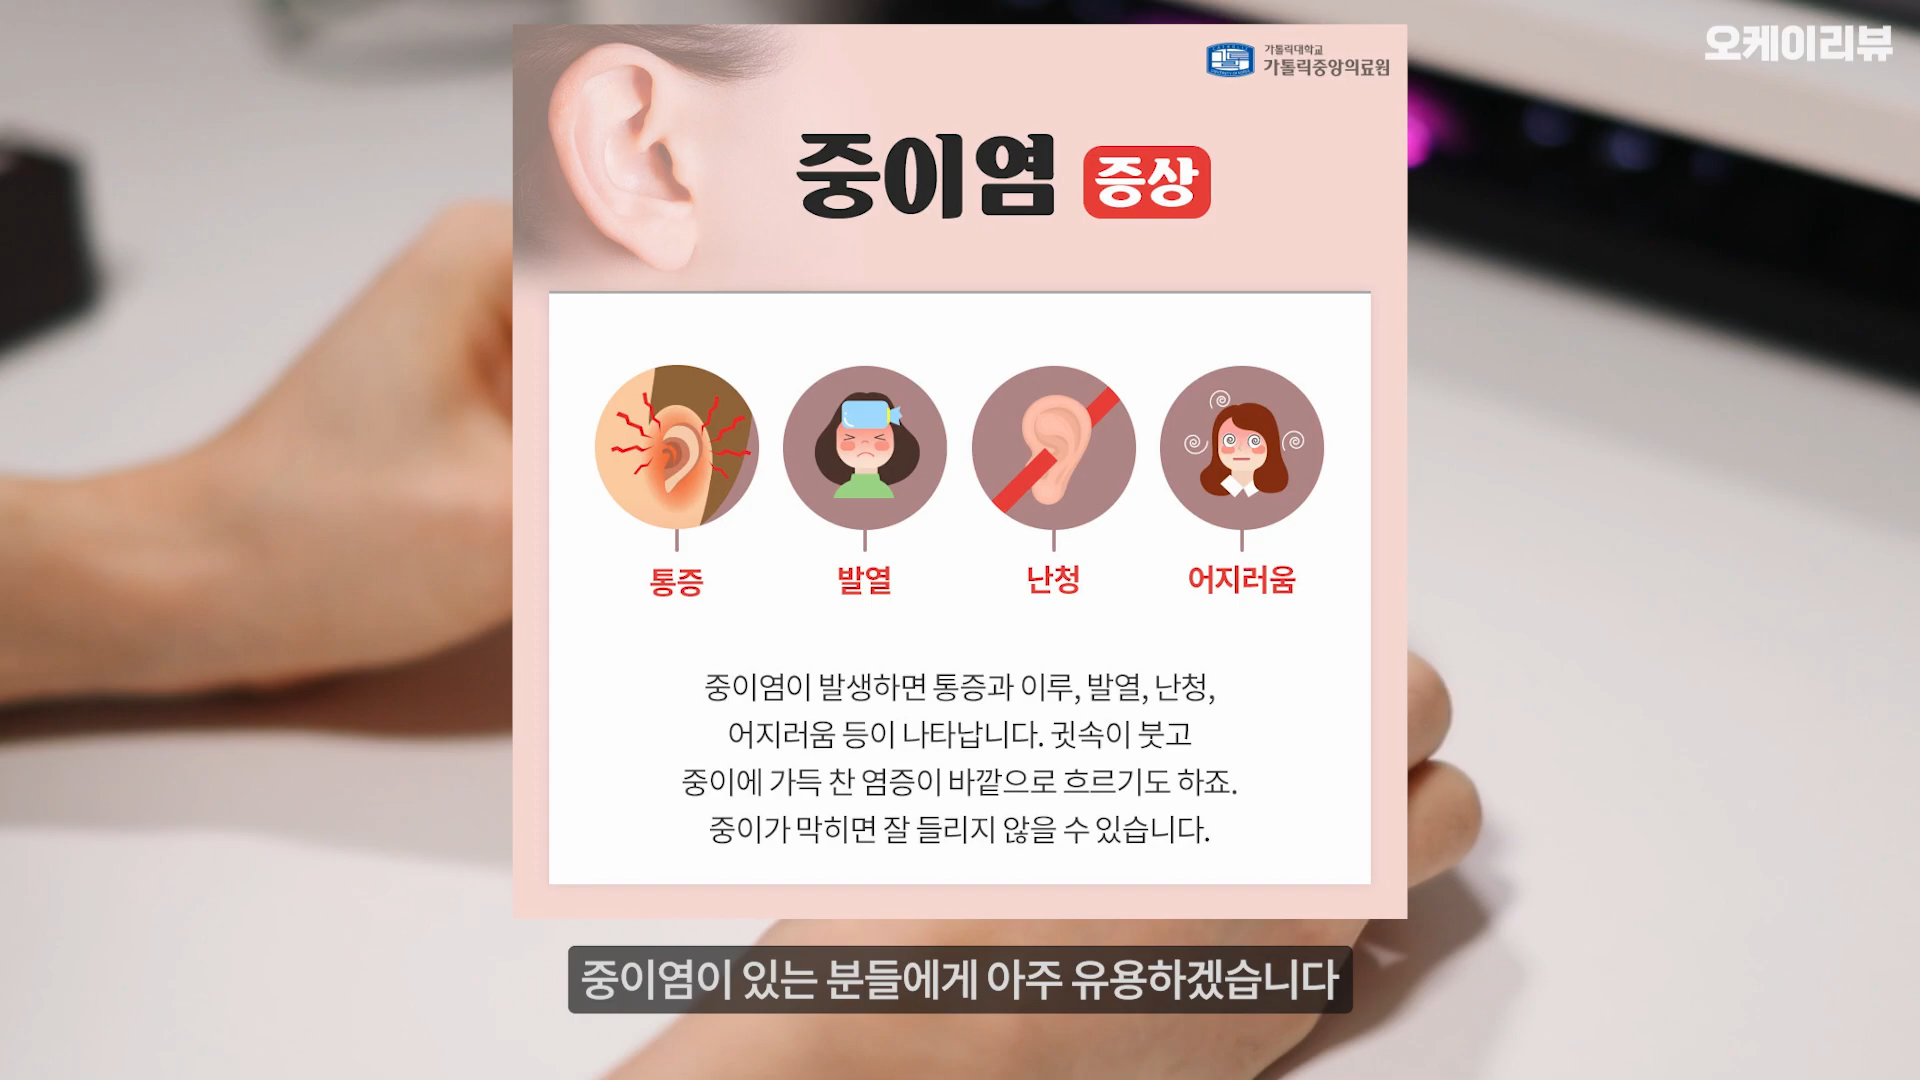 오케이리뷰
가톨릭대학교
가톨릭중앙의료원
중이염 증상
통증
발열
난청
어지러움
중이염이 발생하면 통증과 이루, 발열, 난청,
어지러움 등이 나타납니다. 귓속이 붓고
중이에 가득 찬 염증이 바깥으로 흐르기도 하죠.
중이가 막히면 잘 들리지 않을 수 있습니다.
중이염이 있는 분들에게 아주 유용하겠습니다